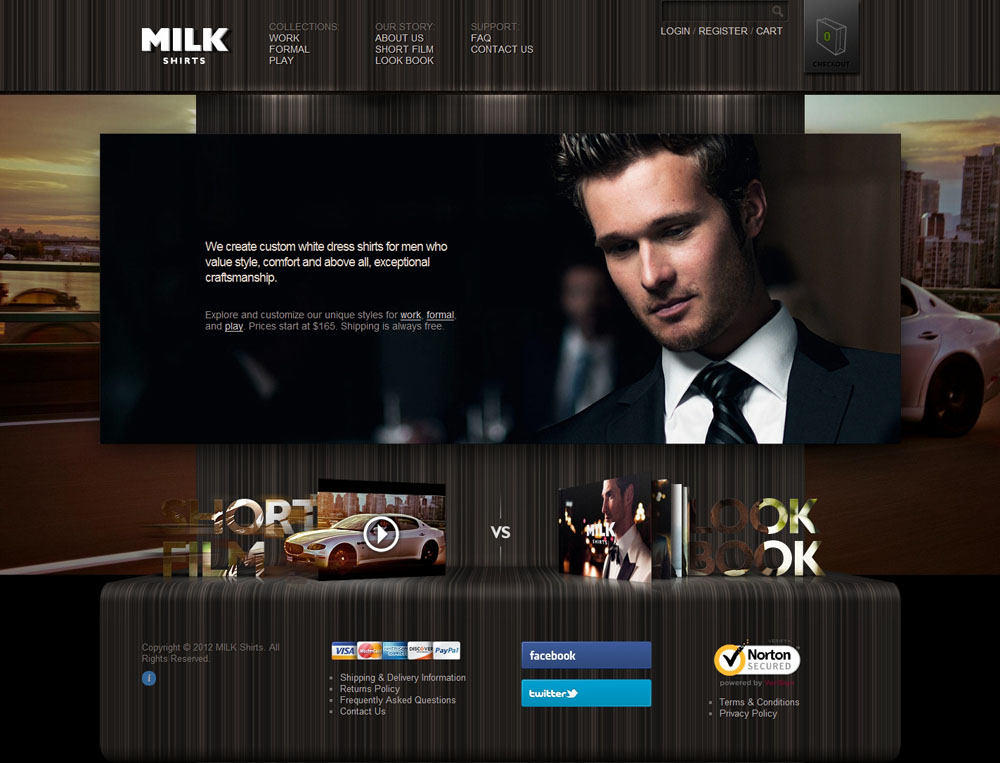 MILK
SHIRTS
COLLECTIONS:
WORK
FORMAL
PLAY
OUR STORY:
ABOUT US
SHORT FILM
LOOK BOOK
SUPPORT:
FAQ
CONTACT US
LOGIN / REGISTER / CART
0
CHECKOUT
We create custom white dress shirts for men who
value style, comfort and above all, exceptional
craftsmanship.
Explore and customize our unique styles for work, formal,
and play. Prices start at $165. Shipping is always free.
SHORT
FILM
VS
MILK
SHIRTS
LOOK
BOOK
Copyright © 2012 MILK Shirts. All
Rights Reserved.
i
VISA MasterCard AMERICAN EXPRESS DISCOVER PayPal
Shipping & Delivery Information
Returns Policy
Frequently Asked Questions
Contact Us
facebook
twitter
VERIFY
Norton
SECURED
powered by VeriSign
Terms & Conditions
Privacy Policy